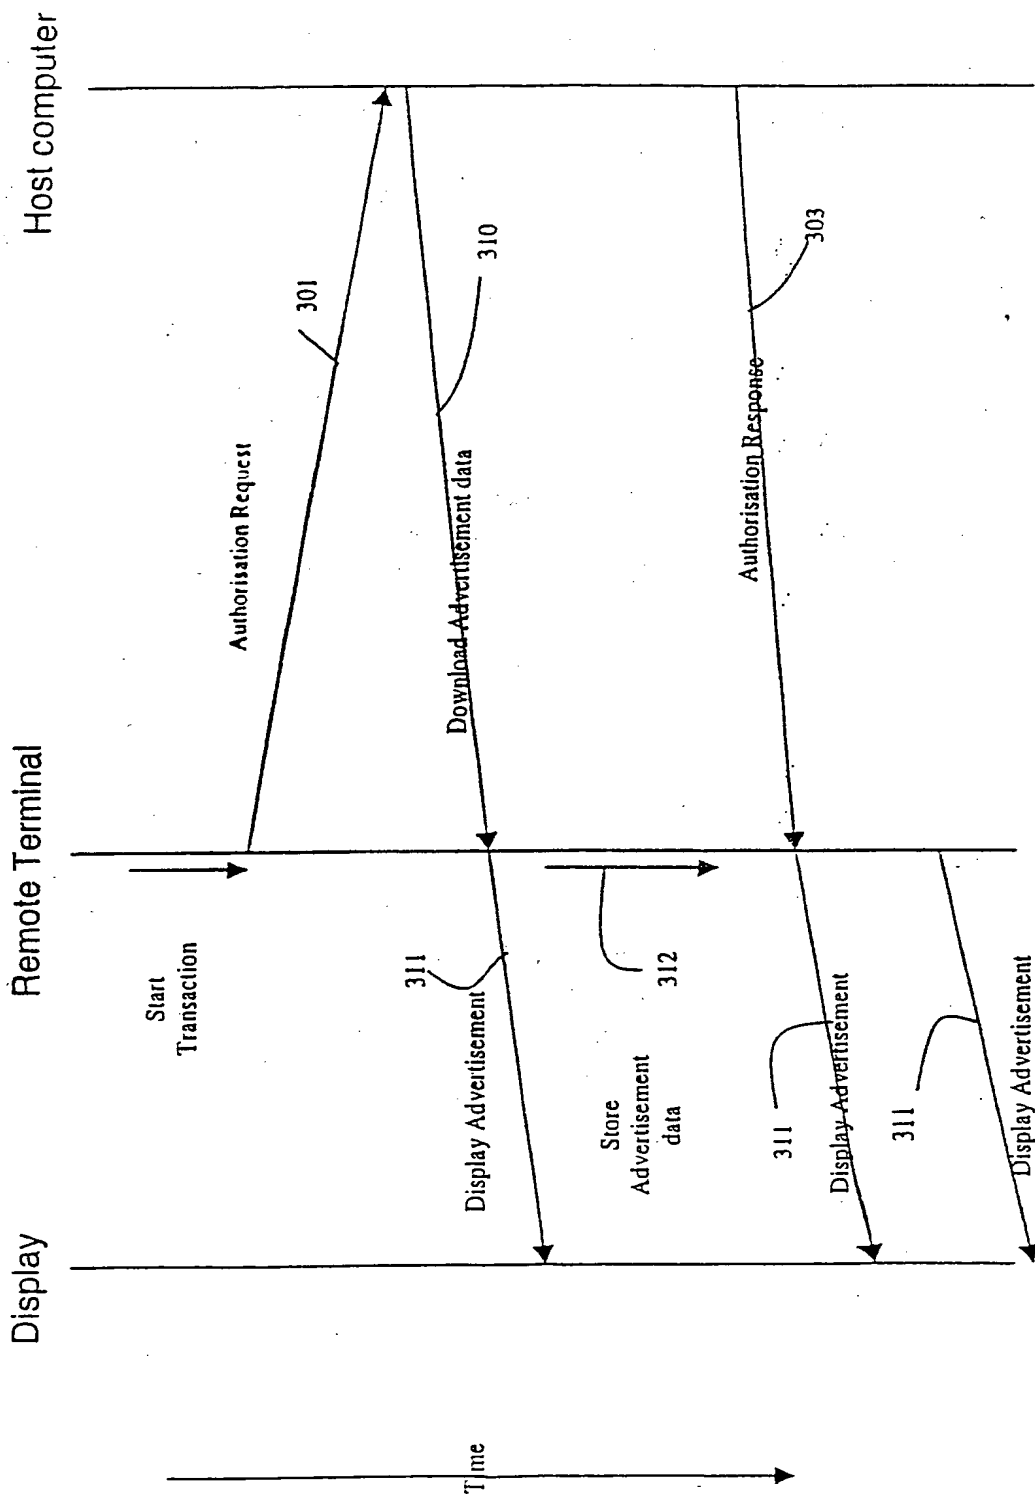 Display
Remote Terminal
Host computer
Time
Start
Transaction
Authorisation Request
301
310
Download Advertisement data
311
Display Advertisement
Store
Advertisement
data
312
303
Authorisation Response
311
Display Advertisement
311
Display Advertisement